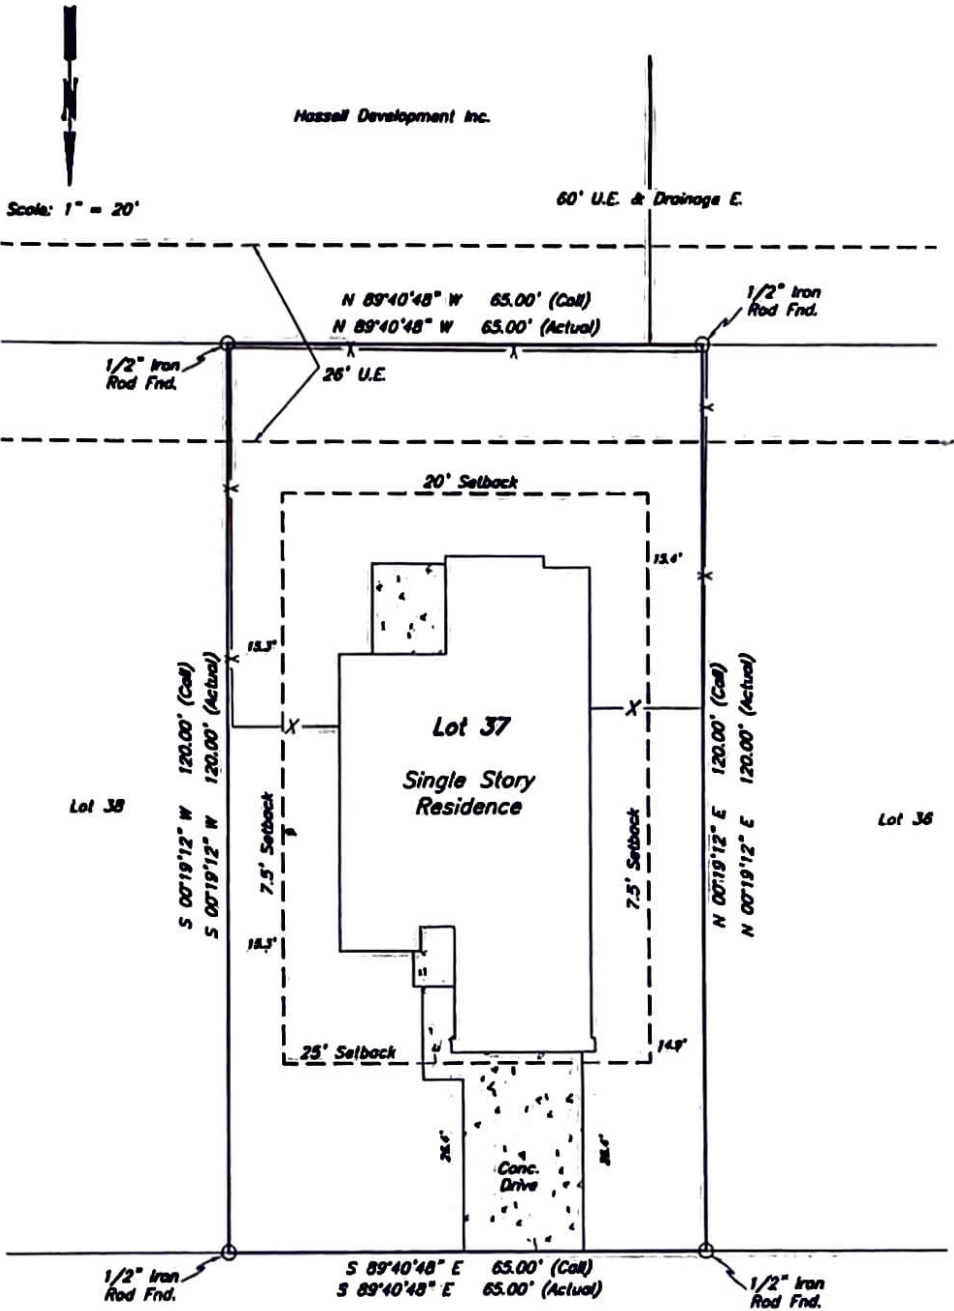 N
Hassell Development Inc.
Scale: 1" = 20'
60' U.E. & Drainage E.
N 89°40'48" W 65.00' (Call)
N 89°40'48" W 65.00' (Actual)
1/2" Iron
Rod Fnd.
1/2" Iron
Rod Fnd.
26' U.E.
20' Setback
15.4'
15.3'
S 00°19'12" W 120.00' (Call)
S 00°19'12" W 120.00' (Actual)
N 00°19'12" E 120.00' (Call)
N 00°19'12" E 120.00' (Actual)
Lot 37
Single Story
Residence
Lot 38
Lot 36
7.5' Setback
7.5' Setback
15.3'
25' Setback
14.9'
Conc.
Drive
S 89°40'48" E 65.00' (Call)
S 89°40'48" E 65.00' (Actual)
1/2" Iron
Rod Fnd.
1/2" Iron
Rod Fnd.